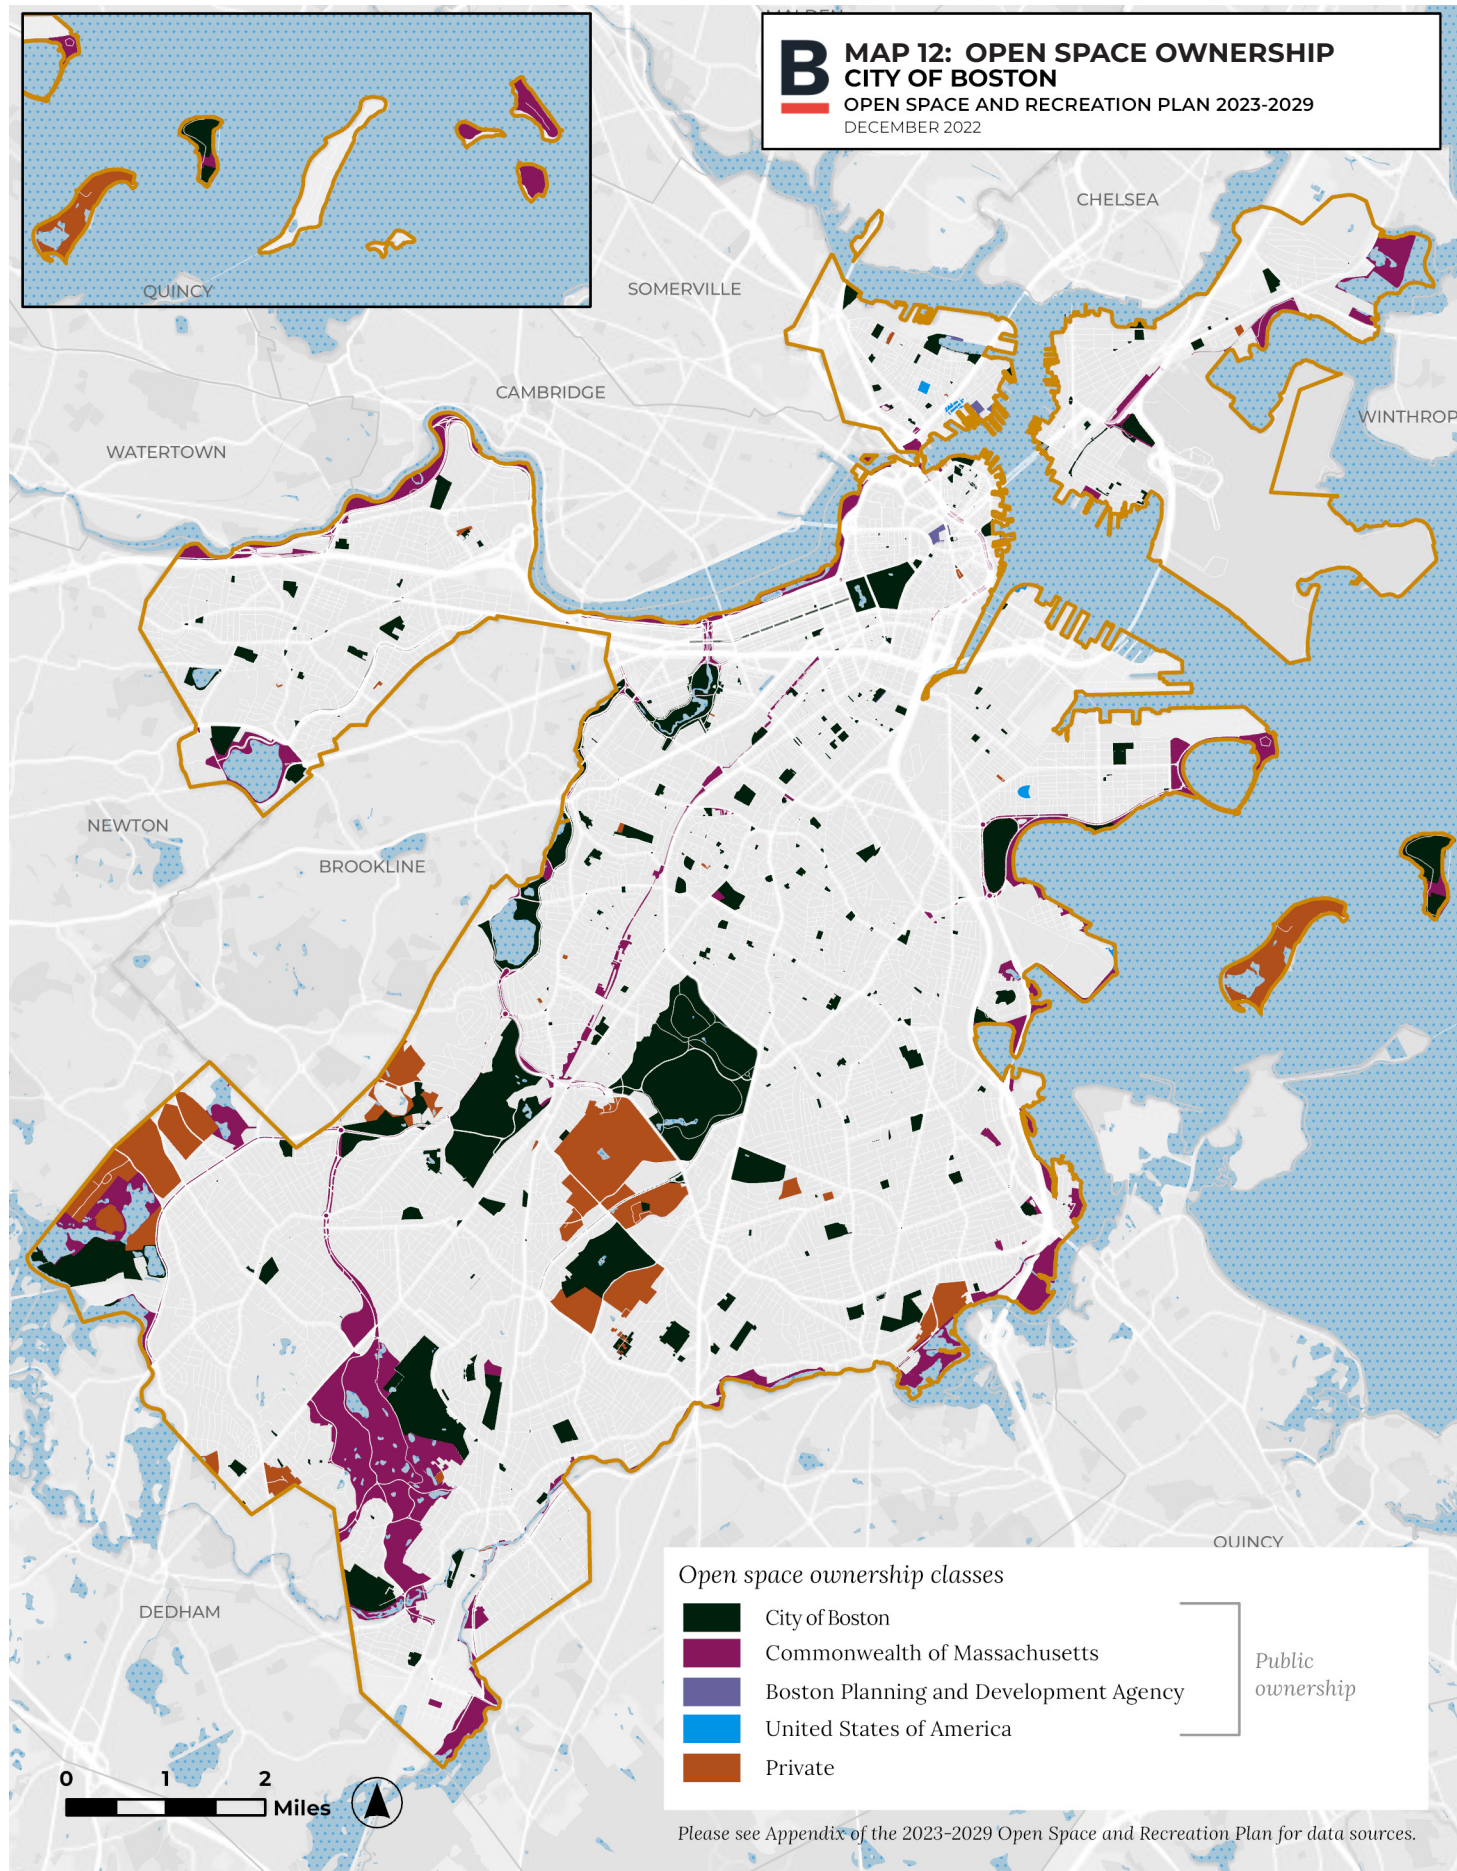 MALDEN
B
MAP 12: OPEN SPACE OWNERSHIP
CITY OF BOSTON
OPEN SPACE AND RECREATION PLAN 2023-2029
DECEMBER 2022
CHELSEA
QUINCY
SOMERVILLE
CAMBRIDGE
WINTHROP
WATERTOWN
NEWTON
BROOKLINE
QUINCY
DEDHAM
Open space ownership classes
City of Boston
Commonwealth of Massachusetts
Boston Planning and Development Agency
United States of America
Private
Public
ownership
0 1 2
Miles
Please see Appendix of the 2023-2029 Open Space and Recreation Plan for data sources.